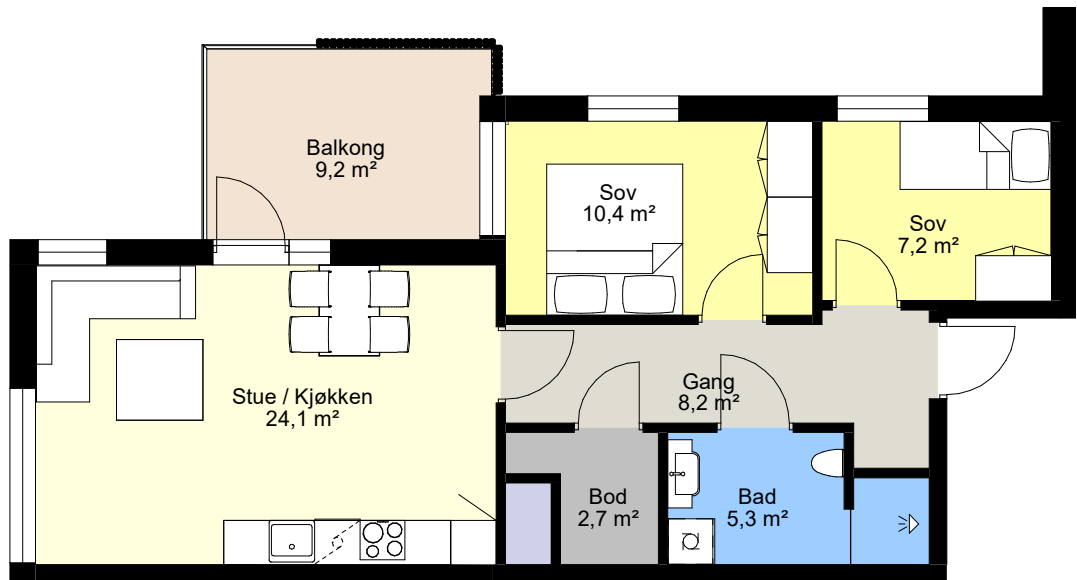 Balkong
9,2 m²
Sov
10,4 m²
Sov
7,2 m²
Stue / Kjøkken
24,1 m²
Gang
8,2 m²
Bod
2,7 m²
Bad
5,3 m²